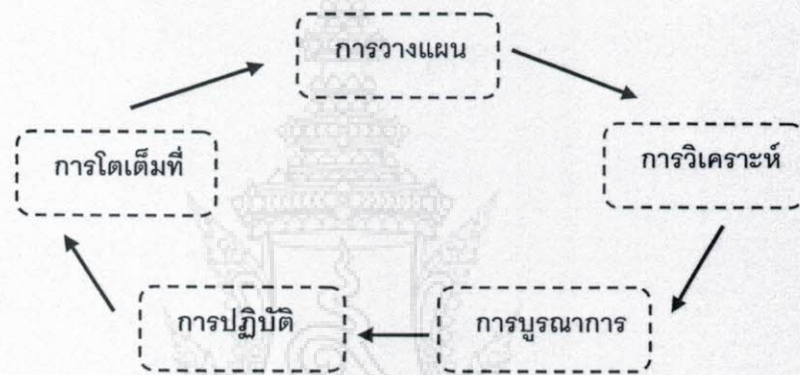 การวางแผน
การวิเคราะห์
การบูรณาการ
การปฏิบัติ
การโตเต็มที่